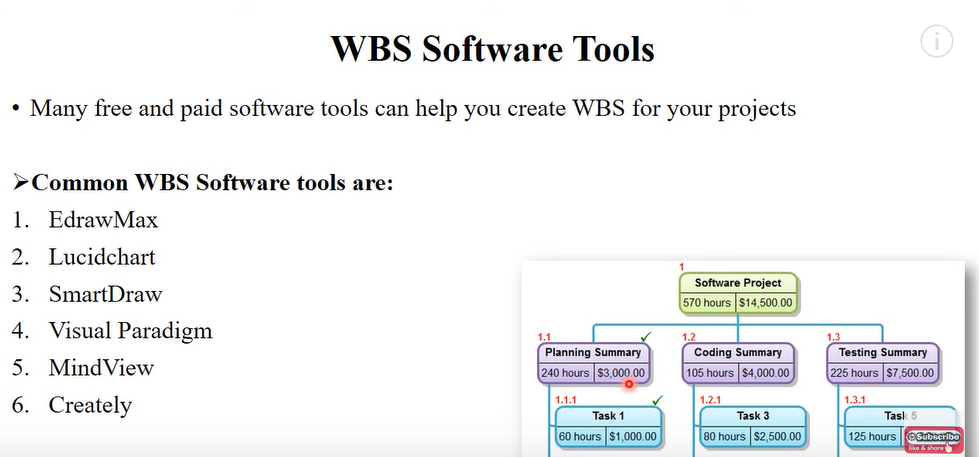 WBS Software Tools
• Many free and paid software tools can help you create WBS for your projects
➢Common WBS Software tools are:
1. EdrawMax
2. Lucidchart
3. SmartDraw
4. Visual Paradigm
5. MindView
6. Creately
1
Software Project
570 hours $14,500.00
1.1 1.2 1.3
Planning Summary Coding Summary Testing Summary
240 hours $3,000.00 105 hours $4,000.00 225 hours $7,500.00
1.1.1 1.2.1 1.3.1
Task 1 Task 3 Task 5
60 hours $1,000.00 80 hours $2,500.00 125 hours
Subscribe
like & share